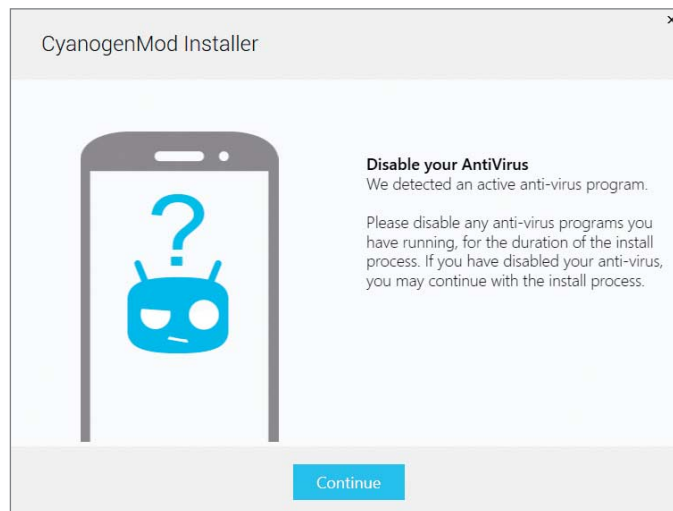 CyanogenMod Installer
Disable your AntiVirus
We detected an active anti-virus program.
Please disable any anti-virus programs you
have running, for the duration of the install
process. If you have disabled your anti-virus,
you may continue with the install process.
?
Continue